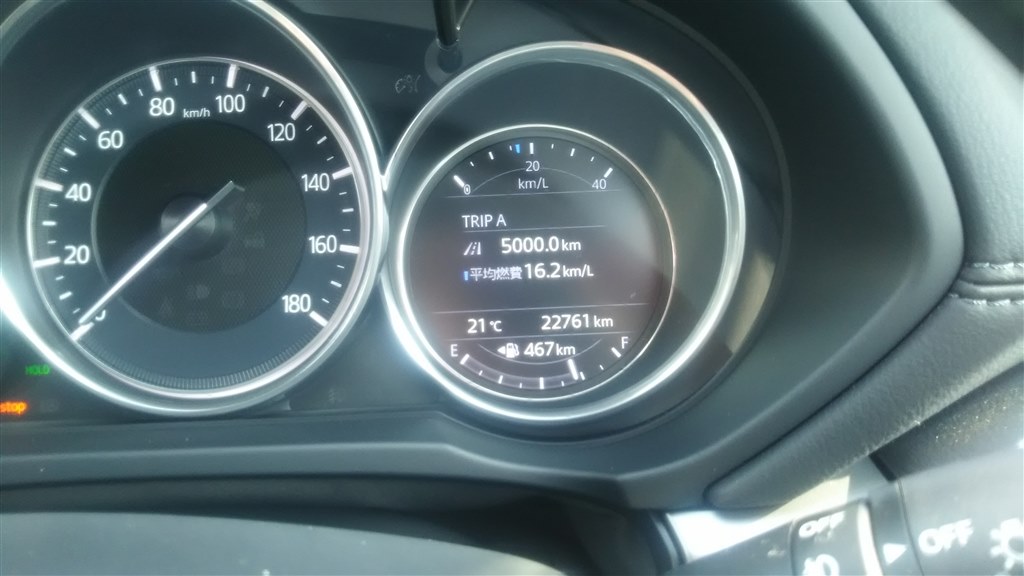 80 km/h 100
60 120
40 140
20 160
0 180
HOLD
stop
20
0 km/L 40
TRIP A
5000.0 km
平均燃費 16.2 km/L
21 ℃ 22761 km
E 467 km F
OFF
OFF